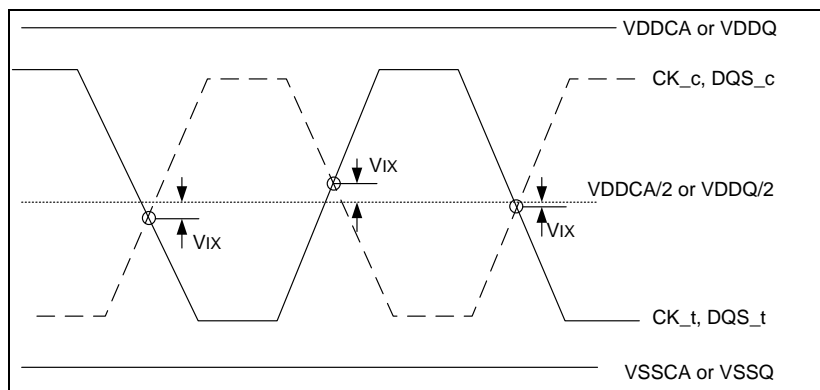 VDDCA or VDDQ
CK_c, DQS_c
VIX
VDDCA/2 or VDDQ/2
VIX
VIX
CK_t, DQS_t
VSSCA or VSSQ